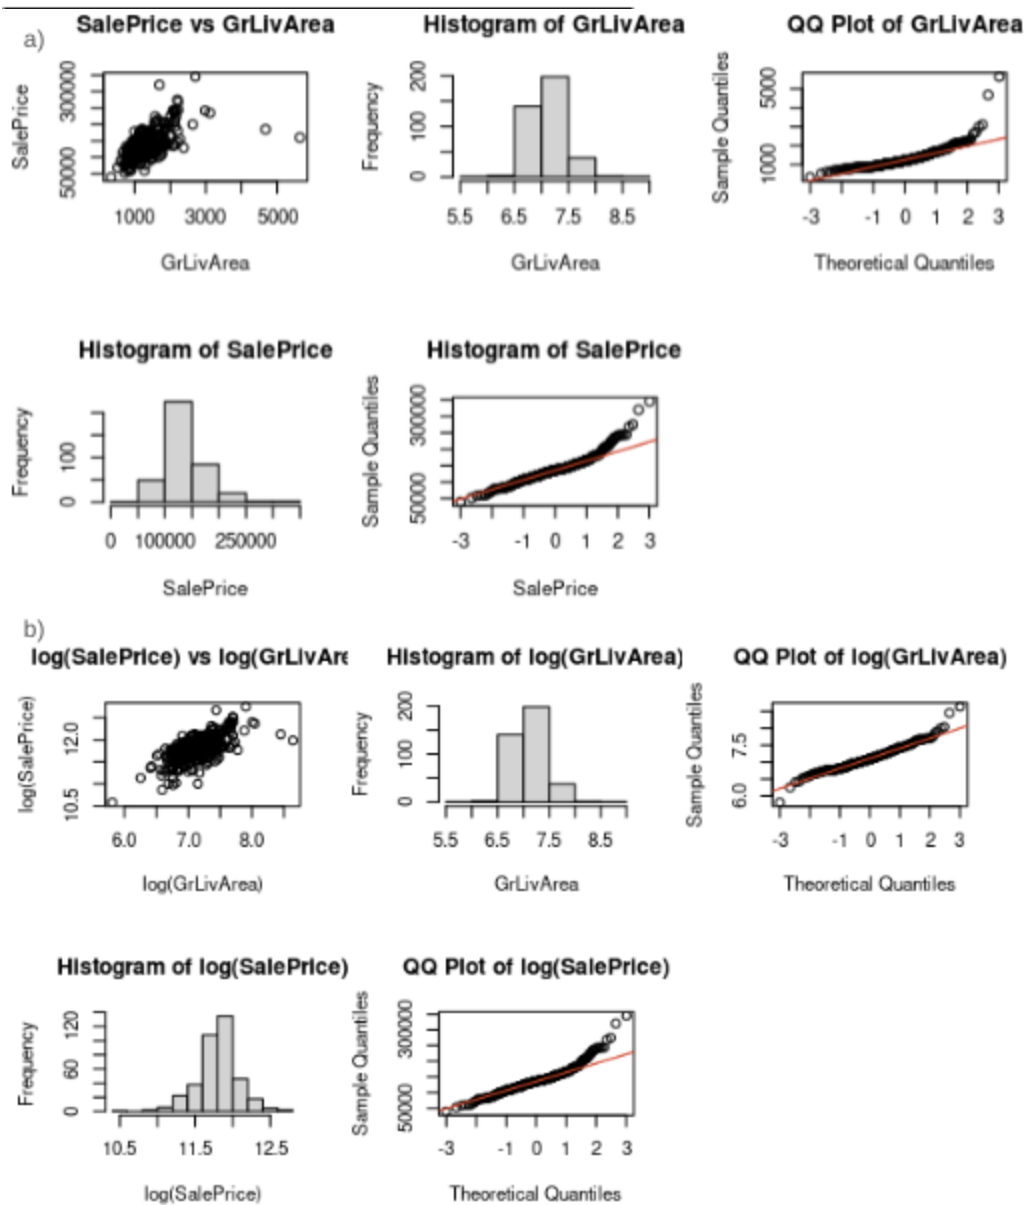 a)
SalePrice vs GrLivArea
SalePrice
50000 300000
1000 3000 5000
GrLivArea
Histogram of GrLivArea
Frequency
0 100 200
5.5 6.5 7.5 8.5
GrLivArea
QQ Plot of GrLivArea
Sample Quantiles
1000 5000
-3 -1 0 1 2 3
Theoretical Quantiles
Histogram of SalePrice
Frequency
0 100
0 100000 250000
SalePrice
Histogram of SalePrice
Sample Quantiles
50000 300000
-3 -1 0 1 2 3
SalePrice
b)
log(SalePrice) vs log(GrLivAre
log(SalePrice)
10.5 12.0
6.0 7.0 8.0
log(GrLivArea)
Histogram of log(GrLivArea)
Frequency
0 100 200
5.5 6.5 7.5 8.5
GrLivArea
QQ Plot of log(GrLivArea)
Sample Quantiles
6.0 7.5
-3 -1 0 1 2 3
Theoretical Quantiles
Histogram of log(SalePrice)
Frequency
0 60 120
10.5 11.5 12.5
log(SalePrice)
QQ Plot of log(SalePrice)
Sample Quantiles
50000 300000
-3 -1 0 1 2 3
Theoretical Quantiles